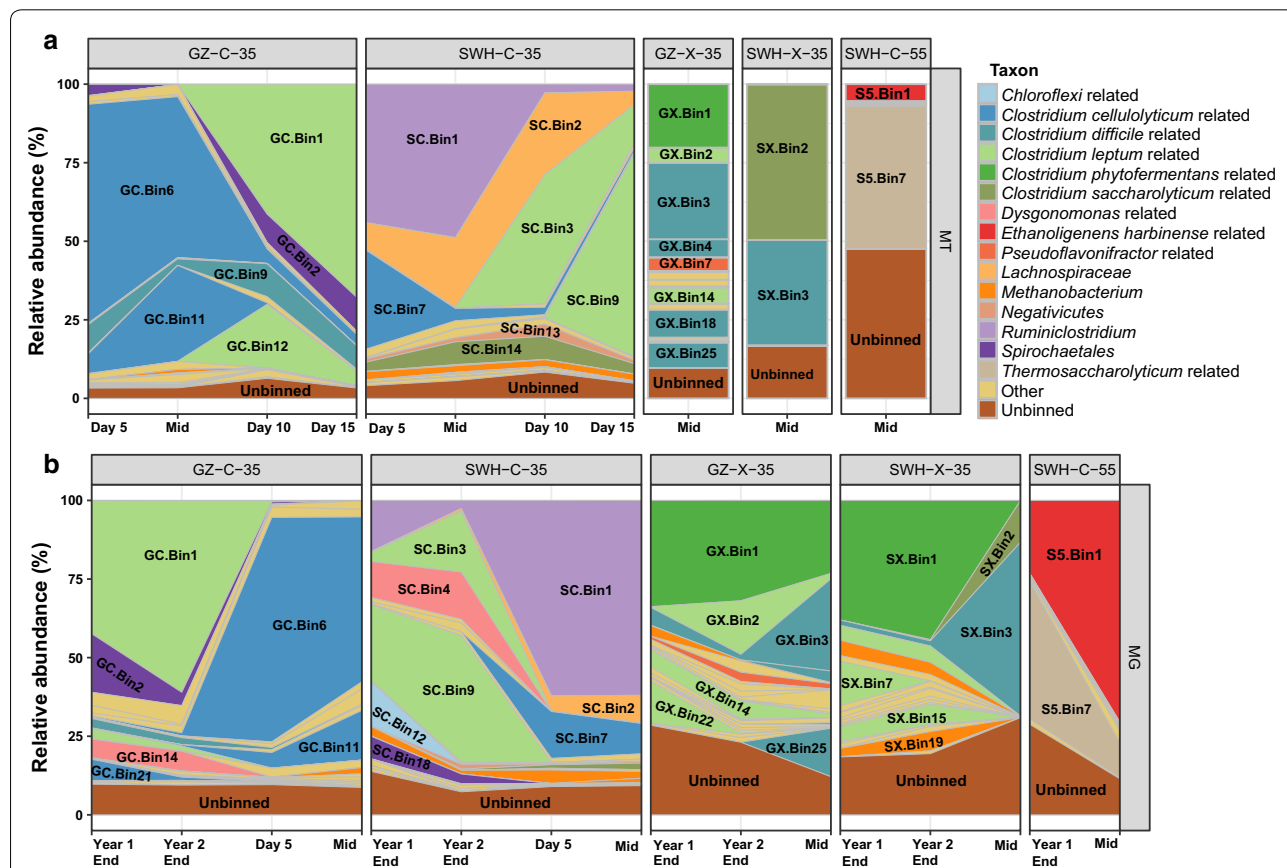 a
GZ-C-35
SWH-C-35
GZ-X-35
SWH-X-35
SWH-C-55
Relative abundance (%)
100
75
50
25
0
GC.Bin1
GC.Bin6
GC.Bin2
GC.Bin9
GC.Bin11
GC.Bin12
Unbinned
Day 5
Mid
Day 10
Day 15
SC.Bin1
SC.Bin2
SC.Bin3
SC.Bin7
SC.Bin9
SC.Bin13
SC.Bin14
Unbinned
Day 5
Mid
Day 10
Day 15
GX.Bin1
GX.Bin2
GX.Bin3
GX.Bin4
GX.Bin7
GX.Bin14
GX.Bin18
GX.Bin25
Unbinned
Mid
SX.Bin2
SX.Bin3
Unbinned
Mid
S5.Bin1
S5.Bin7
Unbinned
Mid
MT
Taxon
Chloroflexi related
Clostridium cellulolyticum related
Clostridium difficile related
Clostridium leptum related
Clostridium phytofermentans related
Clostridium saccharolyticum related
Dysgonomonas related
Ethanoligenens harbinense related
Pseudoflavonifractor related
Lachnospiraceae
Methanobacterium
Negativicutes
Ruminiclostridium
Spirochaetales
Thermosaccharolyticum related
Other
Unbinned
b
GZ-C-35
SWH-C-35
GZ-X-35
SWH-X-35
SWH-C-55
Relative abundance (%)
100
75
50
25
0
GC.Bin1
GC.Bin2
GC.Bin6
GC.Bin11
GC.Bin14
GC.Bin21
Unbinned
Year 1
End
Year 2
End
Day 5
Mid
SC.Bin3
SC.Bin4
SC.Bin1
SC.Bin9
SC.Bin2
SC.Bin12
SC.Bin7
SC.Bin18
Unbinned
Year 1
End
Year 2
End
Day 5
Mid
GX.Bin1
GX.Bin2
GX.Bin3
GX.Bin14
GX.Bin22
GX.Bin25
Unbinned
Year 1
End
Year 2
End
Mid
SX.Bin1
SX.Bin2
SX.Bin3
SX.Bin7
SX.Bin15
SX.Bin19
Unbinned
Year 1
End
Year 2
End
Mid
S5.Bin1
S5.Bin7
Unbinned
Year 1
End
Mid
MG